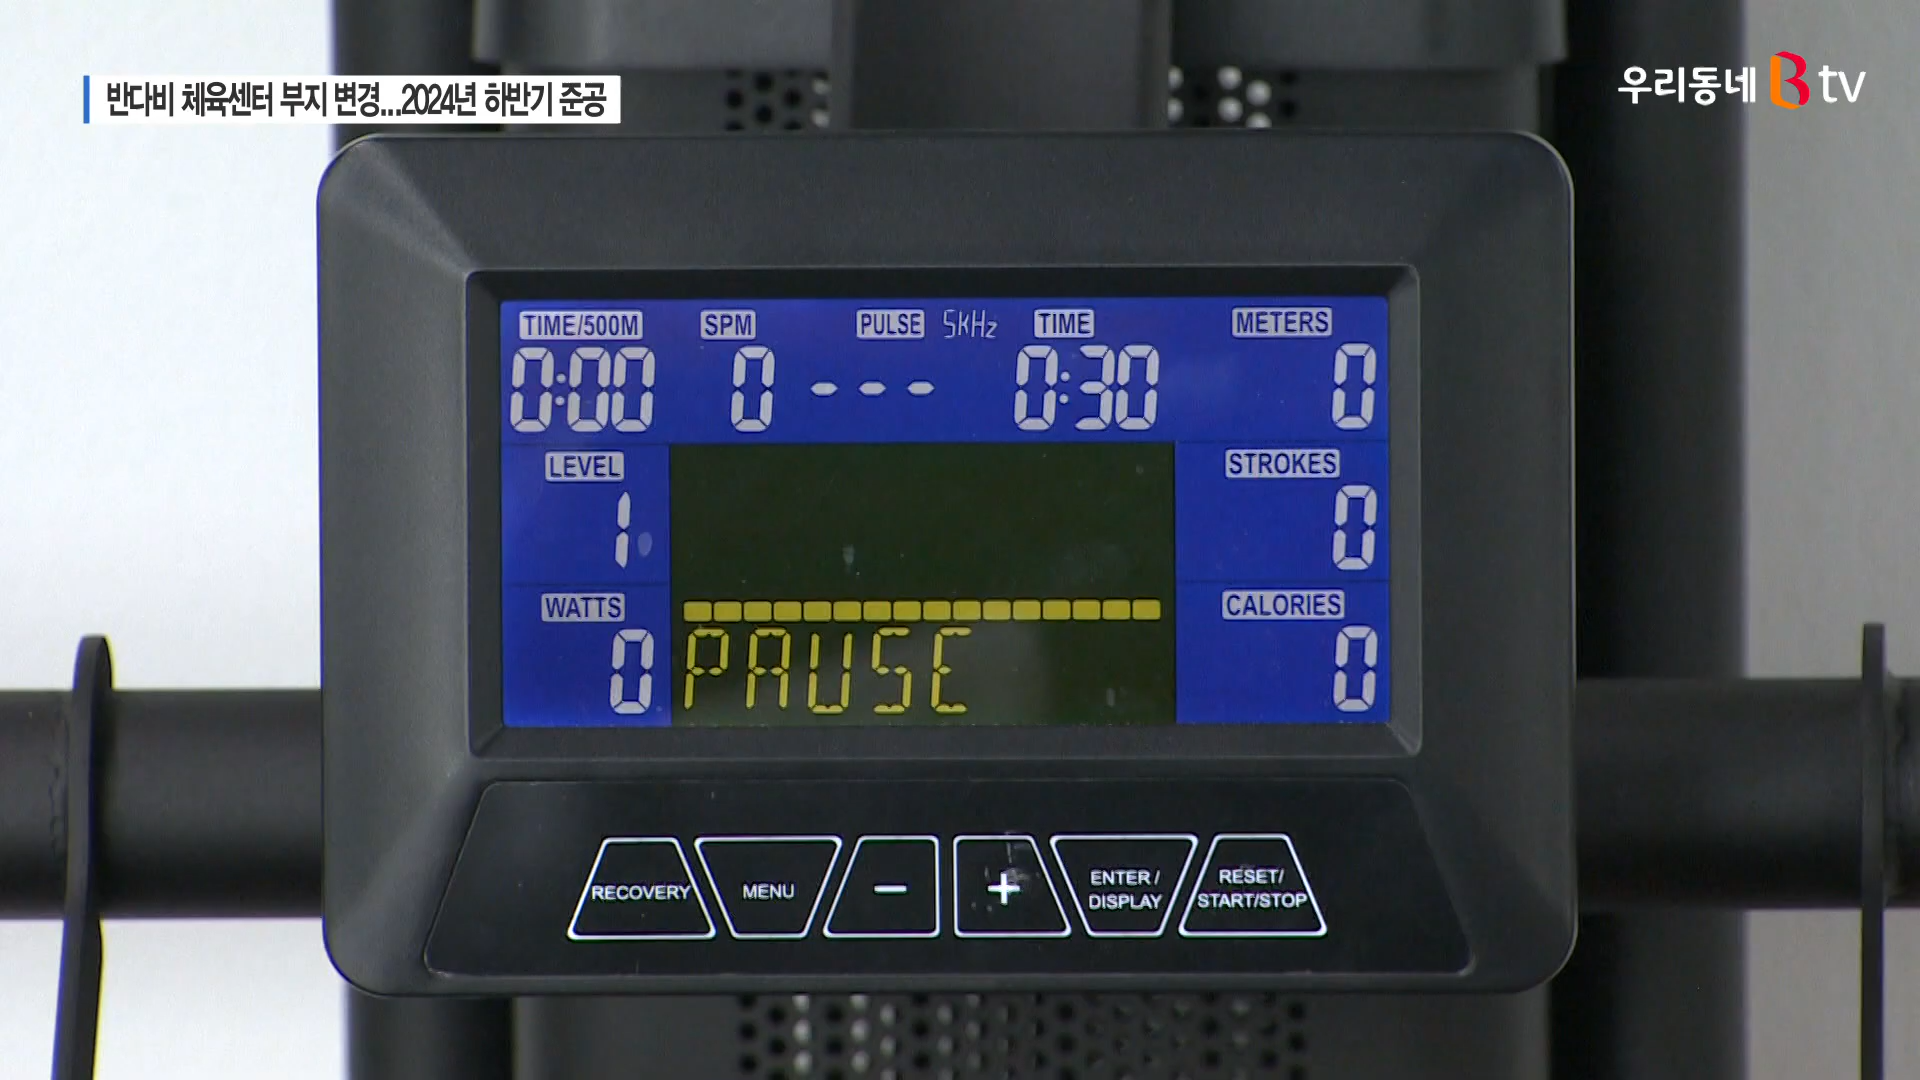 반다비 체육센터 부지 변경...2024년 하반기 준공
우리동네 B tv
TIME/500M SPM PULSE 5KHz TIME METERS
0:00 0 --- 0:30 0
LEVEL STROKES
1 0
WATTS CALORIES
0 PAUSE 0
RECOVERY MENU - + ENTER / DISPLAY RESET/ START/STOP